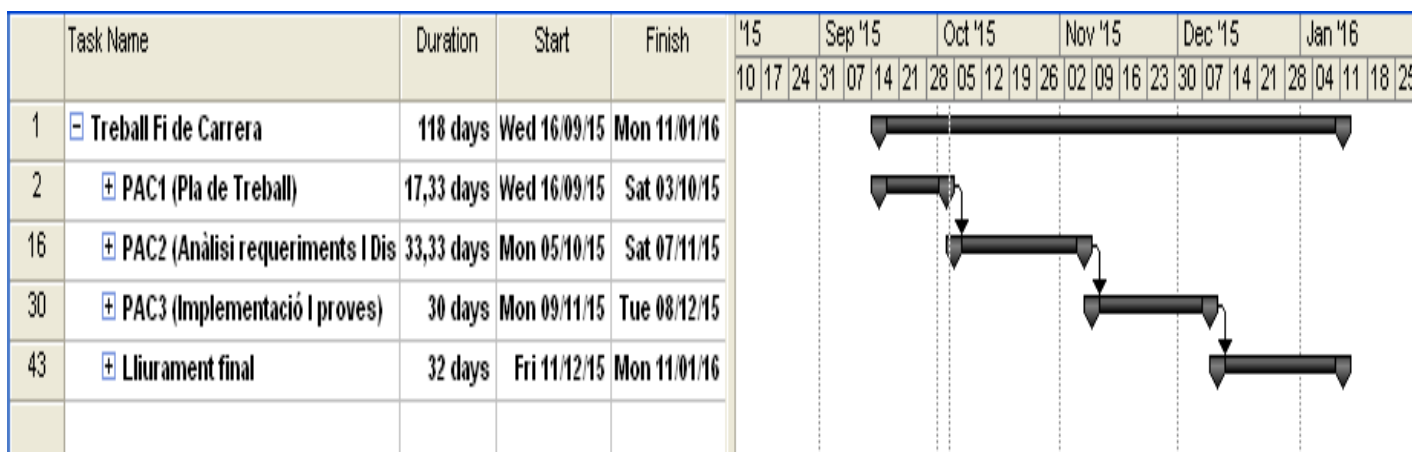 Task Name Duration Start Finish '15 Sep '15 Oct '15 Nov '15 Dec '15 Jan '16
10 17 24 31 07 14 21 28 05 12 19 26 02 09 16 23 30 07 14 21 28 04 11 18 25
1 Treball Fi de Carrera 118 days Wed 16/09/15 Mon 11/01/16
2 PAC1 (Pla de Treball) 17,33 days Wed 16/09/15 Sat 03/10/15
16 PAC2 (Anàlisi requeriments I Dis 33,33 days Mon 05/10/15 Sat 07/11/15
30 PAC3 (Implementació I proves) 30 days Mon 09/11/15 Tue 08/12/15
43 Lliurament final 32 days Fri 11/12/15 Mon 11/01/16